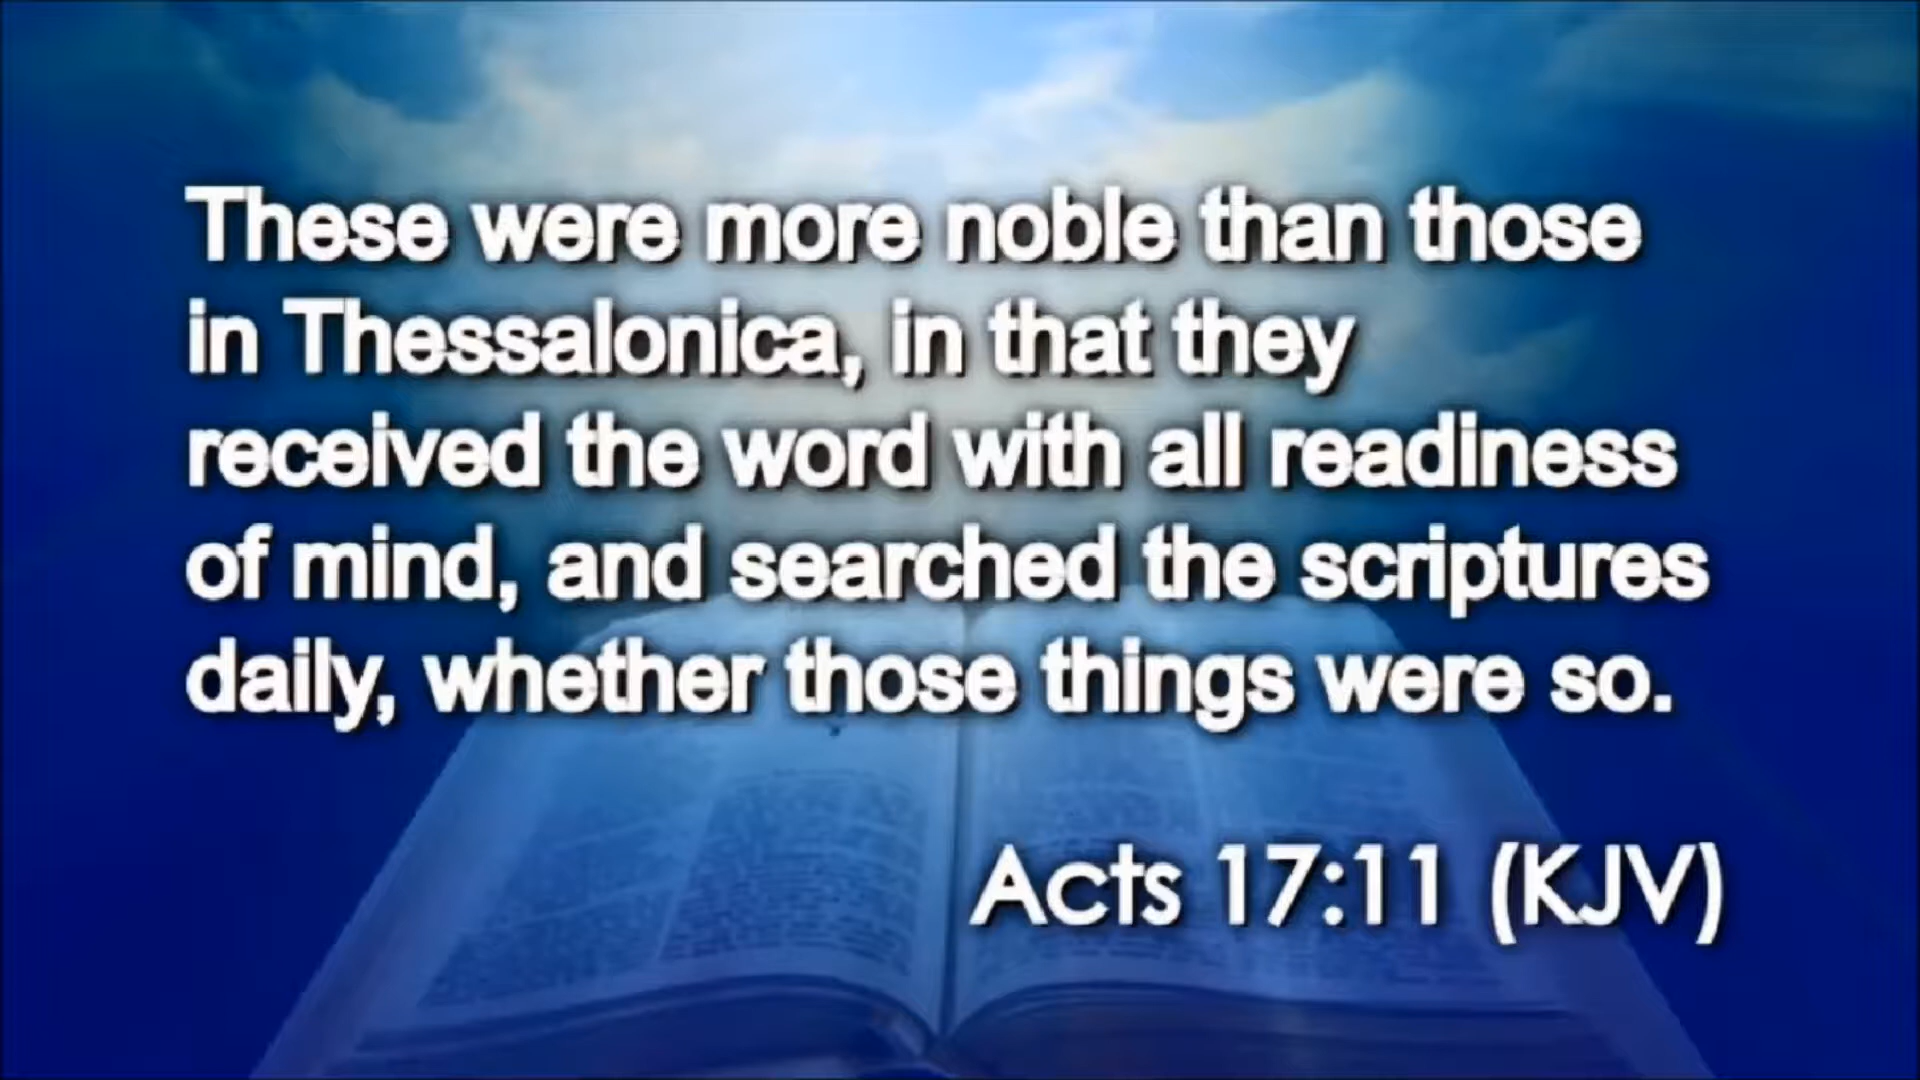 These were more noble than those
in Thessalonica, in that they
received the word with all readiness
of mind, and searched the scriptures
daily, whether those things were so.
Acts 17:11 (KJV)